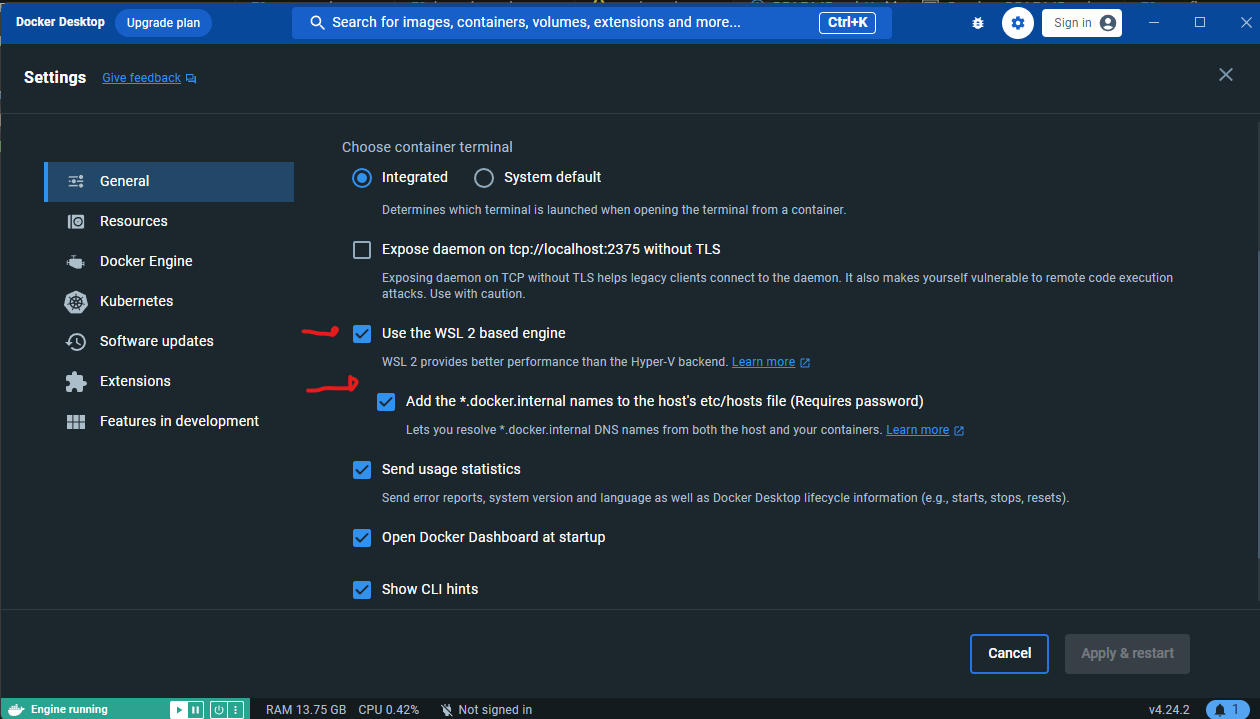 Docker Desktop
Upgrade plan
Search for images, containers, volumes, extensions and more...
Ctrl+K
Sign in
Settings
Give feedback
General
Resources
Docker Engine
Kubernetes
Software updates
Extensions
Features in development
Choose container terminal
Integrated
System default
Determines which terminal is launched when opening the terminal from a container.
Expose daemon on tcp://localhost:2375 without TLS
Exposing daemon on TCP without TLS helps legacy clients connect to the daemon. It also makes yourself vulnerable to remote code execution
attacks. Use with caution.
Use the WSL 2 based engine
WSL 2 provides better performance than the Hyper-V backend. Learn more
Add the *.docker.internal names to the host's etc/hosts file (Requires password)
Lets you resolve *.docker.internal DNS names from both the host and your containers. Learn more
Send usage statistics
Send error reports, system version and language as well as Docker Desktop lifecycle information (e.g., starts, stops, resets).
Open Docker Dashboard at startup
Show CLI hints
Cancel
Apply & restart
Engine running
RAM 13.75 GB
CPU 0.42%
Not signed in
v4.24.2
1